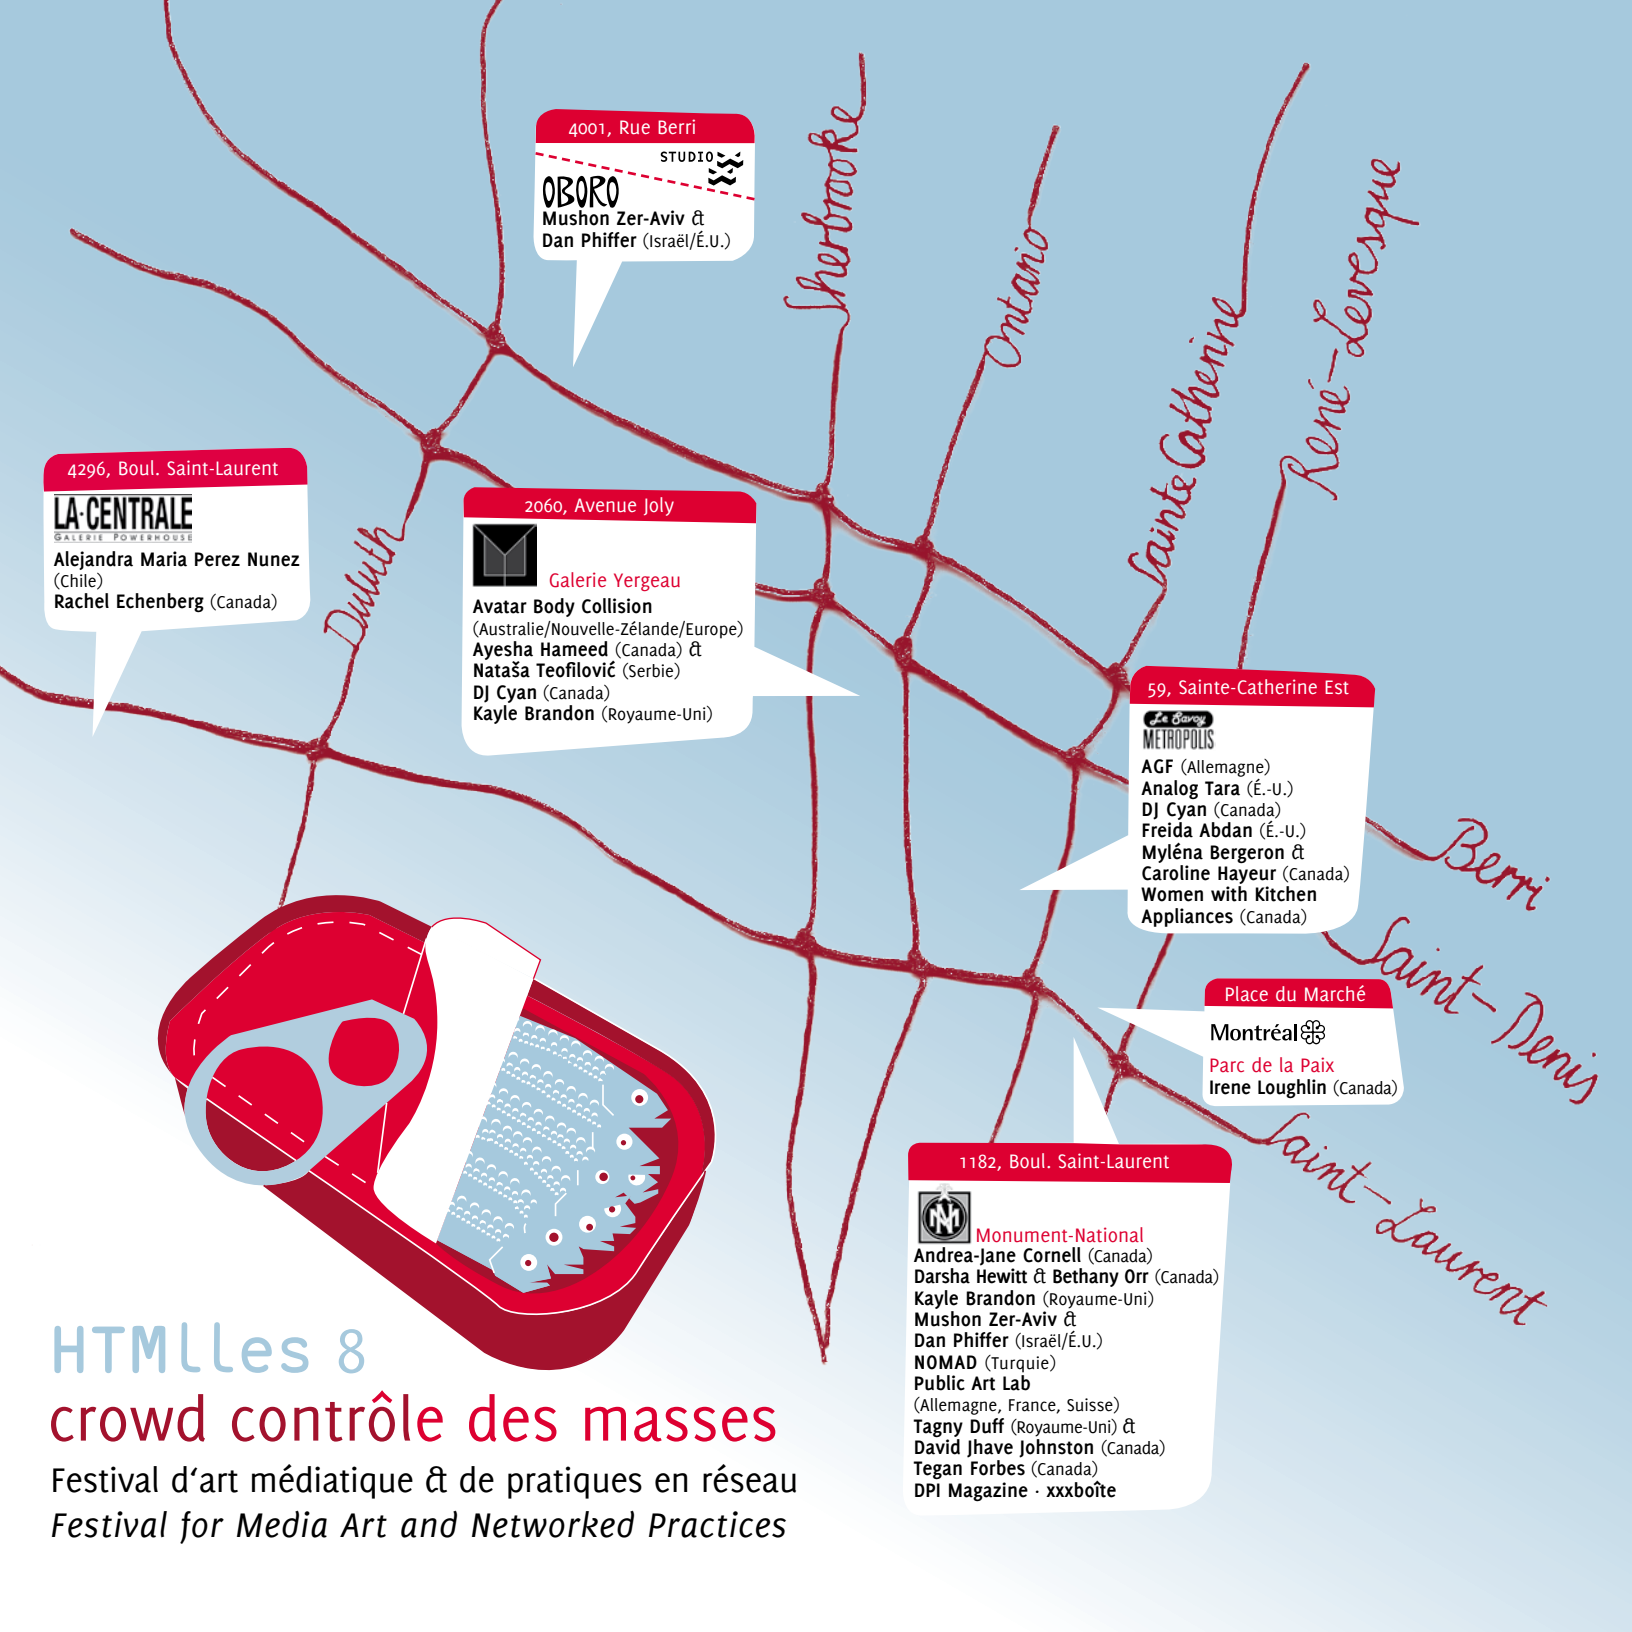 4001, Rue Berri
STUDIO
OBORO
Mushon Zer-Aviv &
Dan Phiffer (Israël/É.U.)
Sherbrooke
Ontario
Sainte Catherine
René-Levesque
4296, Boul. Saint-Laurent
LA·CENTRALE
GALERIE POWERHOUSE
Alejandra Maria Perez Nunez
(Chile)
Rachel Echenberg (Canada)
Duluth
2060, Avenue Joly
Galerie Yergeau
Avatar Body Collision
(Australie/Nouvelle-Zélande/Europe)
Ayesha Hameed (Canada) &
Nataša Teofilović (Serbie)
DJ Cyan (Canada)
Kayle Brandon (Royaume-Uni)
59, Sainte-Catherine Est
Le Savoy
METROPOLIS
AGF (Allemagne)
Analog Tara (É.-U.)
DJ Cyan (Canada)
Freida Abdan (É.-U.)
Myléna Bergeron &
Caroline Hayeur (Canada)
Women with Kitchen
Appliances (Canada)
Berri
Saint-Denis
Place du Marché
Montréal
Parc de la Paix
Irene Loughlin (Canada)
Saint-Laurent
1182, Boul. Saint-Laurent
MN
Monument-National
Andrea-Jane Cornell (Canada)
Darsha Hewitt & Bethany Orr (Canada)
Kayle Brandon (Royaume-Uni)
Mushon Zer-Aviv &
Dan Phiffer (Israël/É.U.)
NOMAD (Turquie)
Public Art Lab
(Allemagne, France, Suisse)
Tagny Duff (Royaume-Uni) &
David Jhave Johnston (Canada)
Tegan Forbes (Canada)
DPI Magazine · xxxboîte
HTMlles 8
crowd contrôle des masses
Festival d‘art médiatique & de pratiques en réseau
Festival for Media Art and Networked Practices